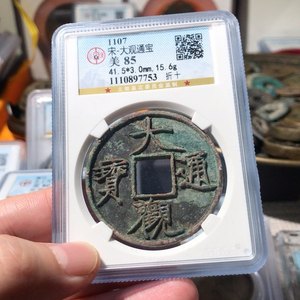 1107
宋-大观通宝
美 85
41.5*3.0mm,15.6g
1110897753 折十
大
觀
通
寶